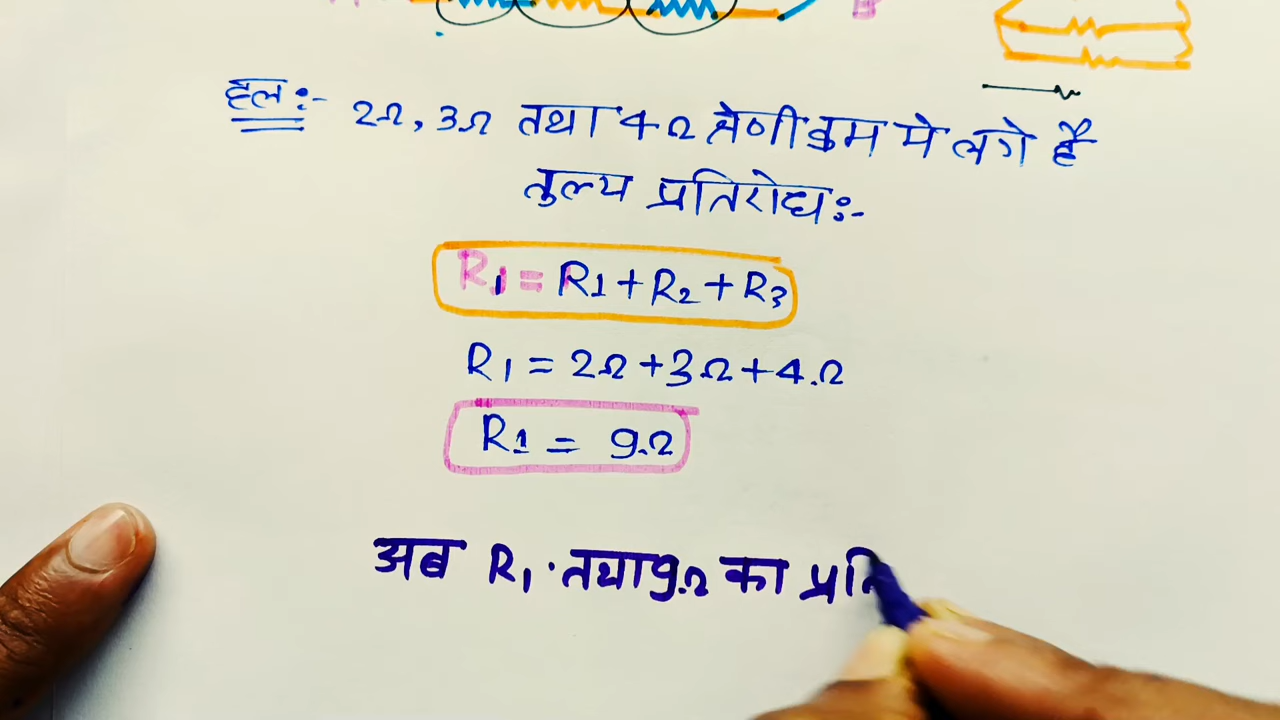 हल :- 2Ω, 3Ω तथा 4Ω श्रेणीक्रम मे लगे है
तुल्य प्रतिरोध :-
R₁ = R1 + R₂ + R₃
R₁ = 2Ω + 3Ω + 4Ω
R1 = 9Ω
अब R₁ तथा 9Ω का प्रति